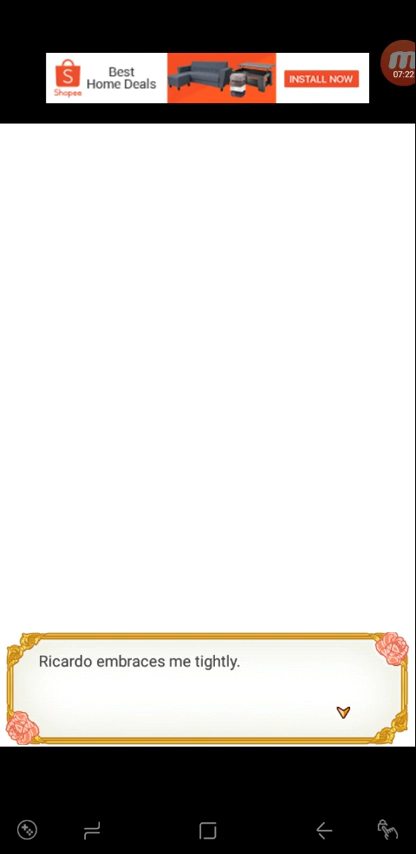 Best
Home Deals
S
Shopee
INSTALL NOW
07:22
Ricardo embraces me tightly.